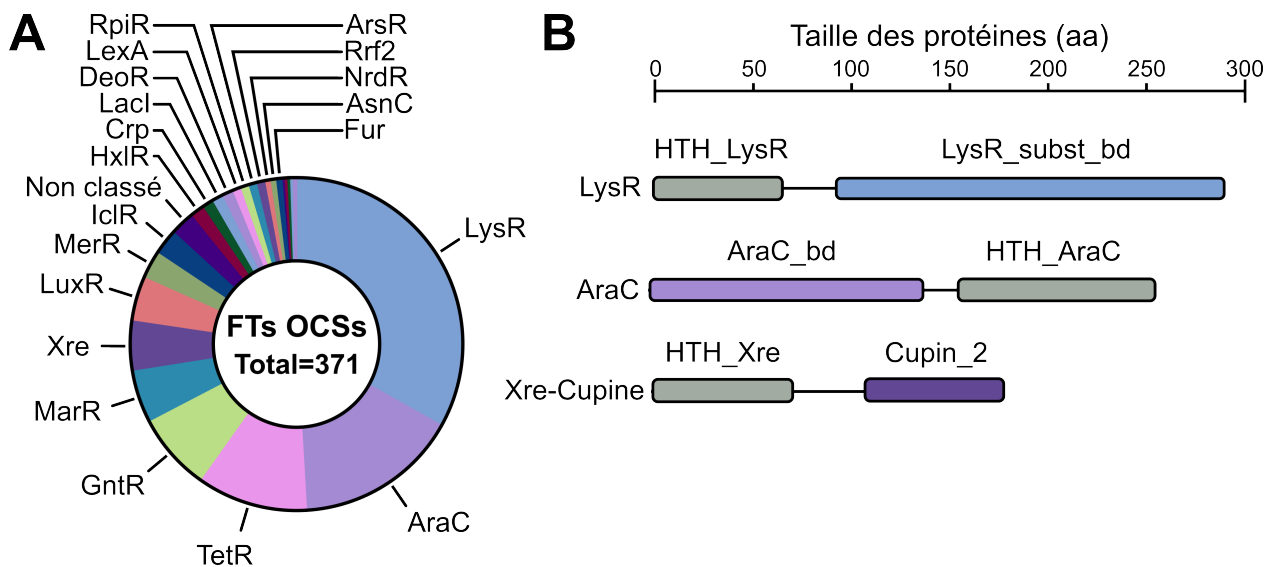 A
RpiR
LexA
DeoR
LacI
Crp
HxlR
Non classé
IclR
MerR
LuxR
Xre
MarR
GntR
TetR
AraC
LysR
ArsR
Rrf2
NrdR
AsnC
Fur
FTs OCSs
Total=371
B
Taille des protéines (aa)
0 50 100 150 200 250 300
HTH_LysR LysR_subst_bd
LysR
AraC_bd HTH_AraC
AraC
HTH_Xre Cupin_2
Xre-Cupine